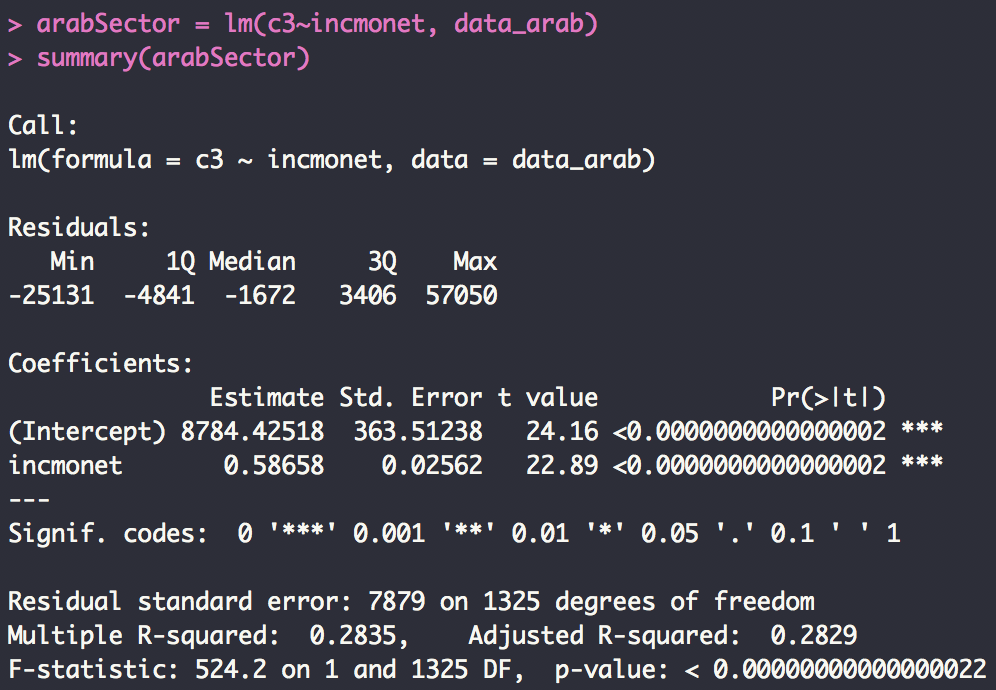 > arabSector = lm(c3~incmonet, data_arab)
> summary(arabSector)
Call:
lm(formula = c3 ~ incmonet, data = data_arab)
Residuals:
Min 1Q Median 3Q Max
-25131 -4841 -1672 3406 57050
Coefficients:
Estimate Std. Error t value Pr(>|t|)
(Intercept) 8784.42518 363.51238 24.16 <0.0000000000000002 ***
incmonet 0.58658 0.02562 22.89 <0.0000000000000002 ***
---
Signif. codes: 0 '***' 0.001 '**' 0.01 '*' 0.05 '.' 0.1 ' ' 1
Residual standard error: 7879 on 1325 degrees of freedom
Multiple R-squared: 0.2835, Adjusted R-squared: 0.2829
F-statistic: 524.2 on 1 and 1325 DF, p-value: < 0.00000000000000022